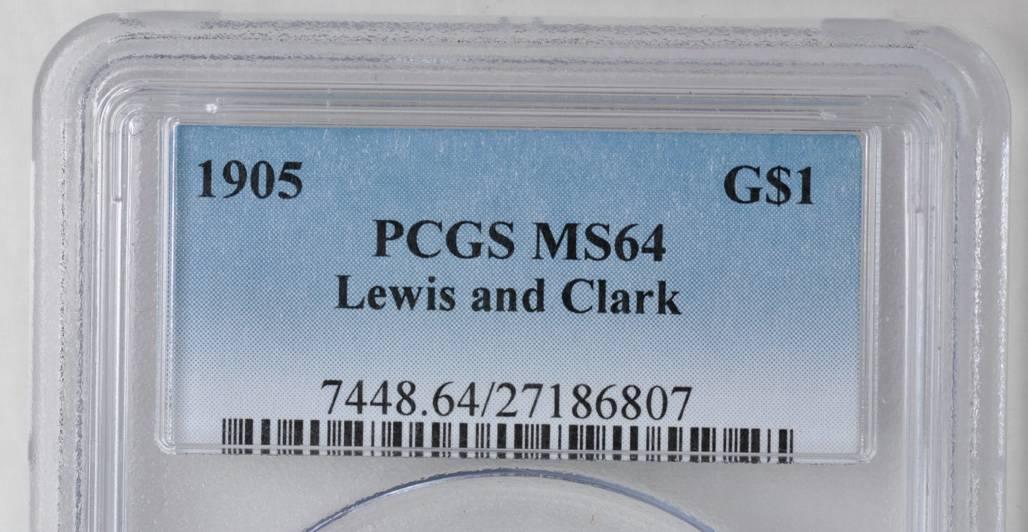 1905 G$1
PCGS MS64
Lewis and Clark
7448.64/27186807